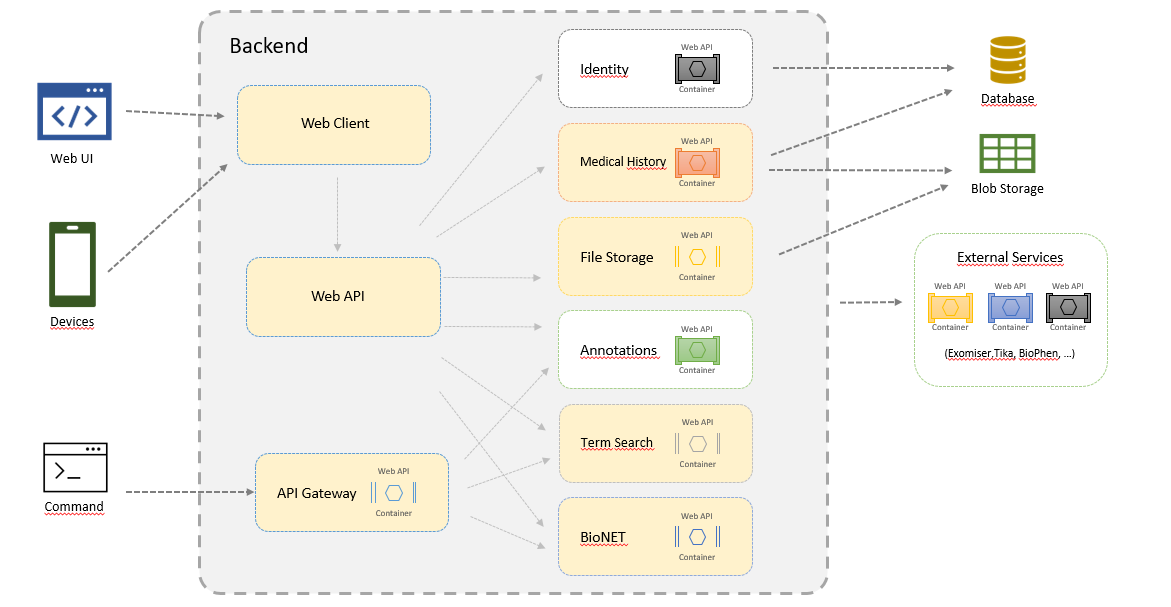 Backend
Web UI
Devices
Command
Web Client
Web API
API Gateway
Web API
Container
Identity
Web API
Container
Medical History
Web API
Container
File Storage
Web API
Container
Annotations
Web API
Container
Term Search
Web API
Container
BioNET
Web API
Container
Database
Blob Storage
External Services
Web API
Container
Web API
Container
Web API
Container
(Exomiser,Tika, BioPhen, ...)